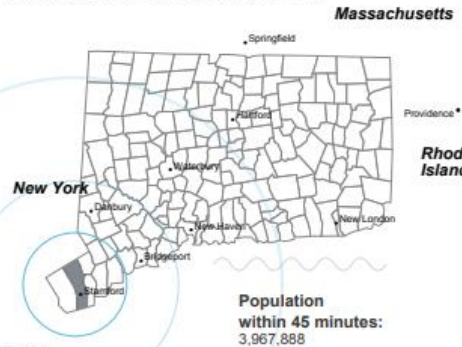 Massachusetts
Springfield
Hartford
Providence
Rhod
Island
Waterbury
New York
Danbury
New Haven
New London
Bridgeport
Stamford
Population
within 45 minutes:
3,967,888